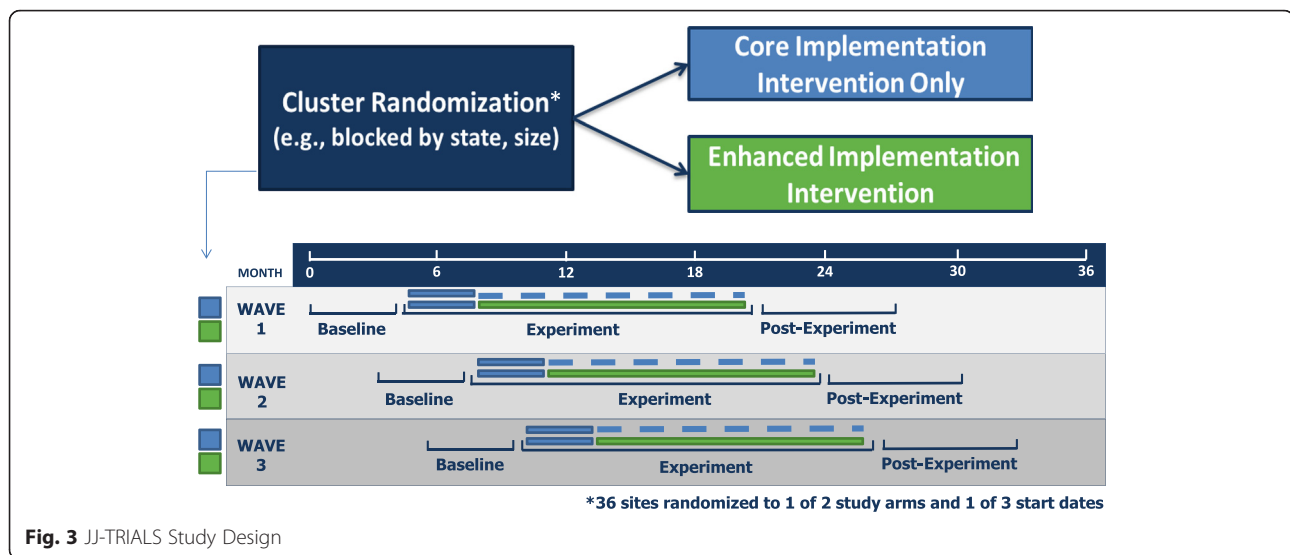 Cluster Randomization*
(e.g., blocked by state, size)
Core Implementation
Intervention Only
Enhanced Implementation
Intervention
MONTH 0 6 12 18 24 30 36
WAVE
1
Baseline Experiment Post-Experiment
WAVE
2
Baseline Experiment Post-Experiment
WAVE
3
Baseline Experiment Post-Experiment
*36 sites randomized to 1 of 2 study arms and 1 of 3 start dates
Fig. 3 JJ-TRIALS Study Design